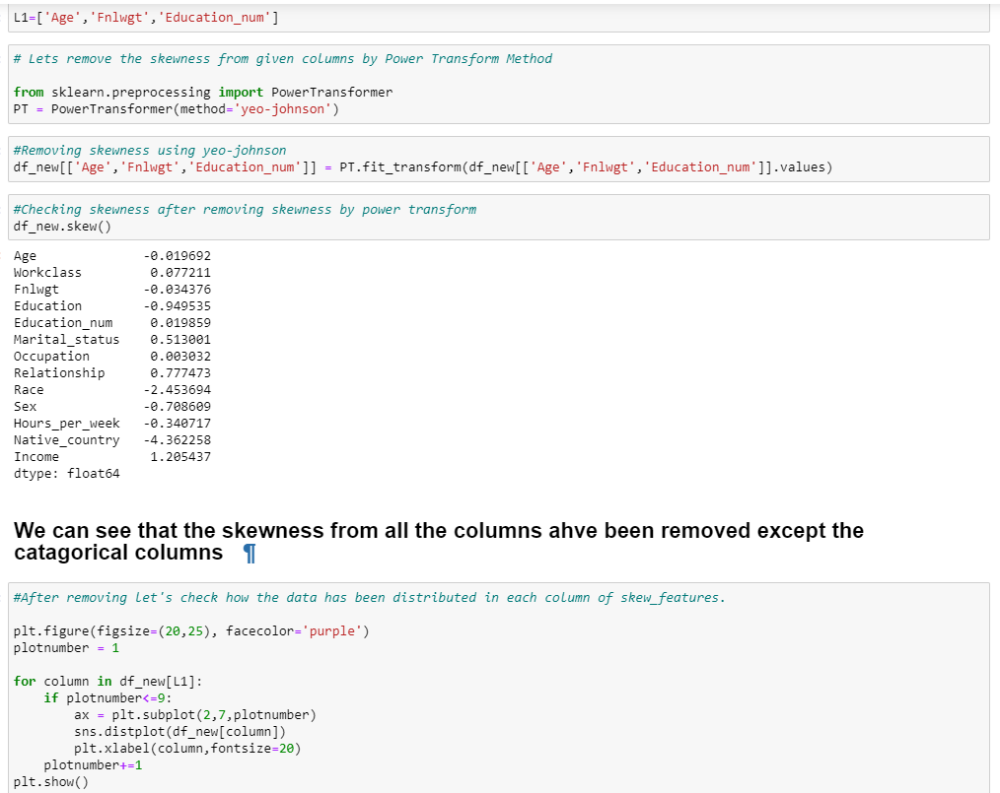 L1=['Age','Fnlwgt','Education_num']
# Lets remove the skewness from given columns by Power Transform Method
from sklearn.preprocessing import PowerTransformer
PT = PowerTransformer(method='yeo-johnson')
#Removing skewness using yeo-johnson
df_new[['Age','Fnlwgt','Education_num']] = PT.fit_transform(df_new[['Age','Fnlwgt','Education_num']].values)
#Checking skewness after removing skewness by power transform
df_new.skew()
Age -0.019692
Workclass 0.077211
Fnlwgt -0.034376
Education -0.949535
Education_num 0.019859
Marital_status 0.513001
Occupation 0.003032
Relationship 0.777473
Race -2.453694
Sex -0.708609
Hours_per_week -0.340717
Native_country -4.362258
Income 1.205437
dtype: float64
We can see that the skewness from all the columns ahve been removed except the
catagorical columns ¶
#After removing let's check how the data has been distributed in each column of skew_features.
plt.figure(figsize=(20,25), facecolor='purple')
plotnumber = 1
for column in df_new[L1]:
    if plotnumber<=9:
        ax = plt.subplot(2,7,plotnumber)
        sns.distplot(df_new[column])
        plt.xlabel(column,fontsize=20)
    plotnumber+=1
plt.show()